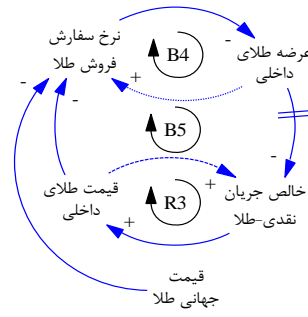 نرخ سفارش
فروش طلا
عرضه طلای
داخلی
B4
B5
R3
قیمت طلای
داخلی
خالص جریان
نقدی-طلا
قیمت
جهانی طلا
-
+
-
-
-
+
+
-